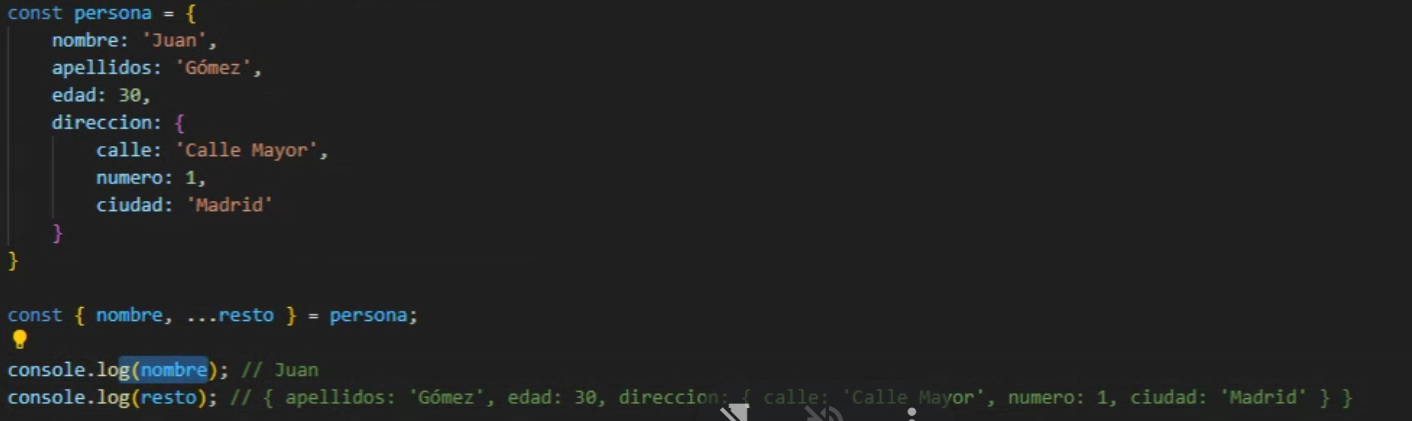 const persona = {
    nombre: 'Juan',
    apellidos: 'Gómez',
    edad: 30,
    direccion: {
        calle: 'Calle Mayor',
        numero: 1,
        ciudad: 'Madrid'
    }
}
const { nombre, ...resto } = persona;
console.log(nombre); // Juan
console.log(resto); // { apellidos: 'Gómez', edad: 30, direccion: { calle: 'Calle Mayor', numero: 1, ciudad: 'Madrid' } }